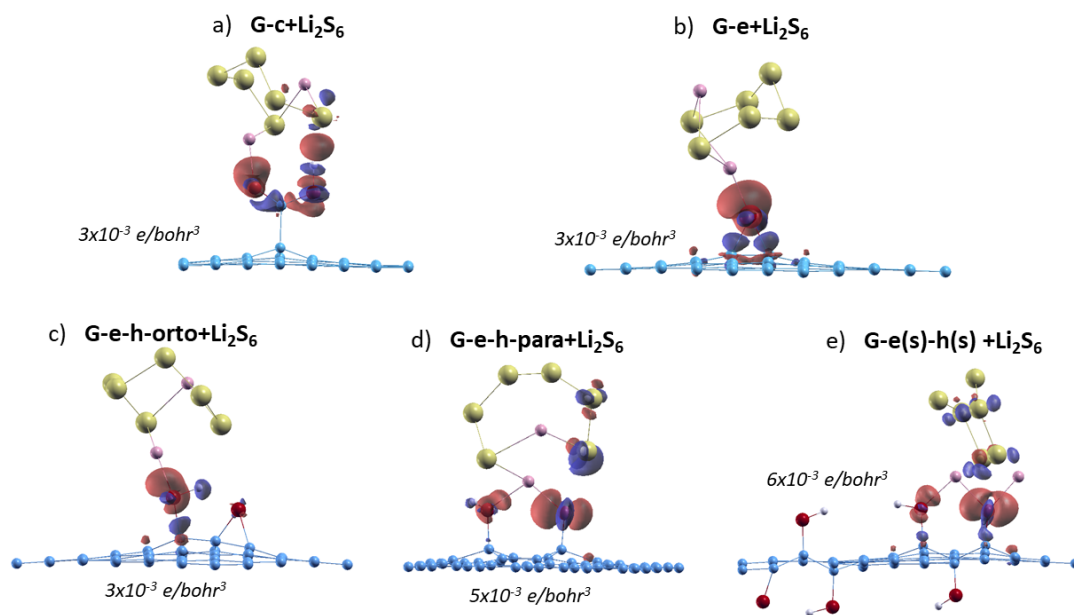 a) G-c+Li₂S₆
b) G-e+Li₂S₆
3x10⁻³ e/bohr³
3x10⁻³ e/bohr³
c) G-e-h-orto+Li₂S₆
d) G-e-h-para+Li₂S₆
e) G-e(s)-h(s) +Li₂S₆
6x10⁻³ e/bohr³
3x10⁻³ e/bohr³
5x10⁻³ e/bohr³